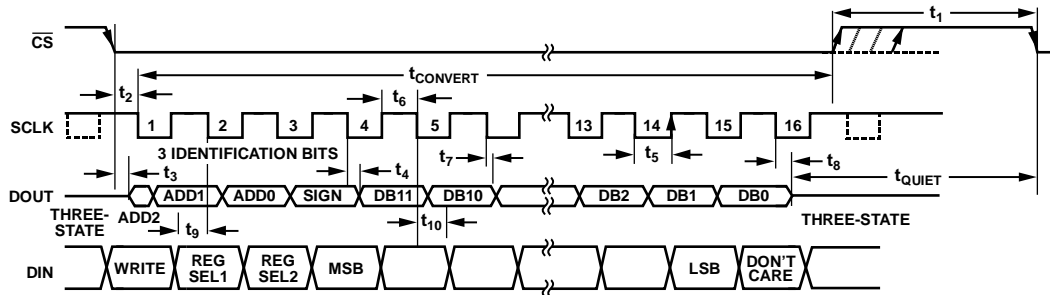 t1
CS
tCONVERT
t2
t6
SCLK
1 2 3 4 5 13 14 15 16
3 IDENTIFICATION BITS
t3
t4
t7
t5
t8
tQUIET
DOUT
ADD1 ADD0 SIGN DB11 DB10 DB2 DB1 DB0
THREE-
STATE
ADD2
t9
t10
THREE-STATE
DIN
WRITE
REG
SEL1
REG
SEL2
MSB
LSB
DON'T
CARE